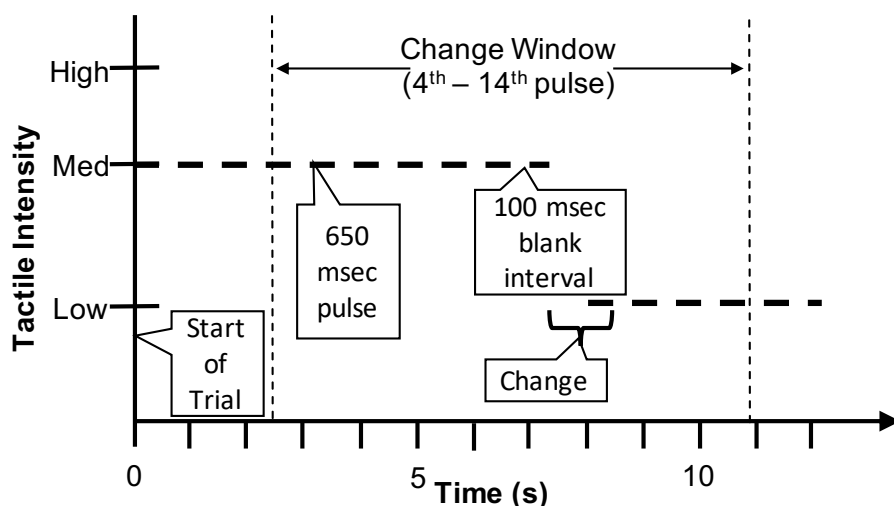 Change Window
(4th – 14th pulse)
High
Med
Low
Tactile Intensity
650
msec
pulse
100 msec
blank
interval
Start
of
Trial
Change
0
5
10
Time (s)